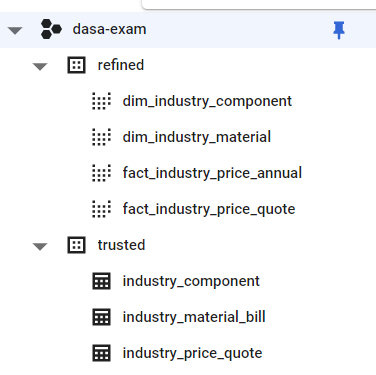 dasa-exam
refined
dim_industry_component
dim_industry_material
fact_industry_price_annual
fact_industry_price_quote
trusted
industry_component
industry_material_bill
industry_price_quote